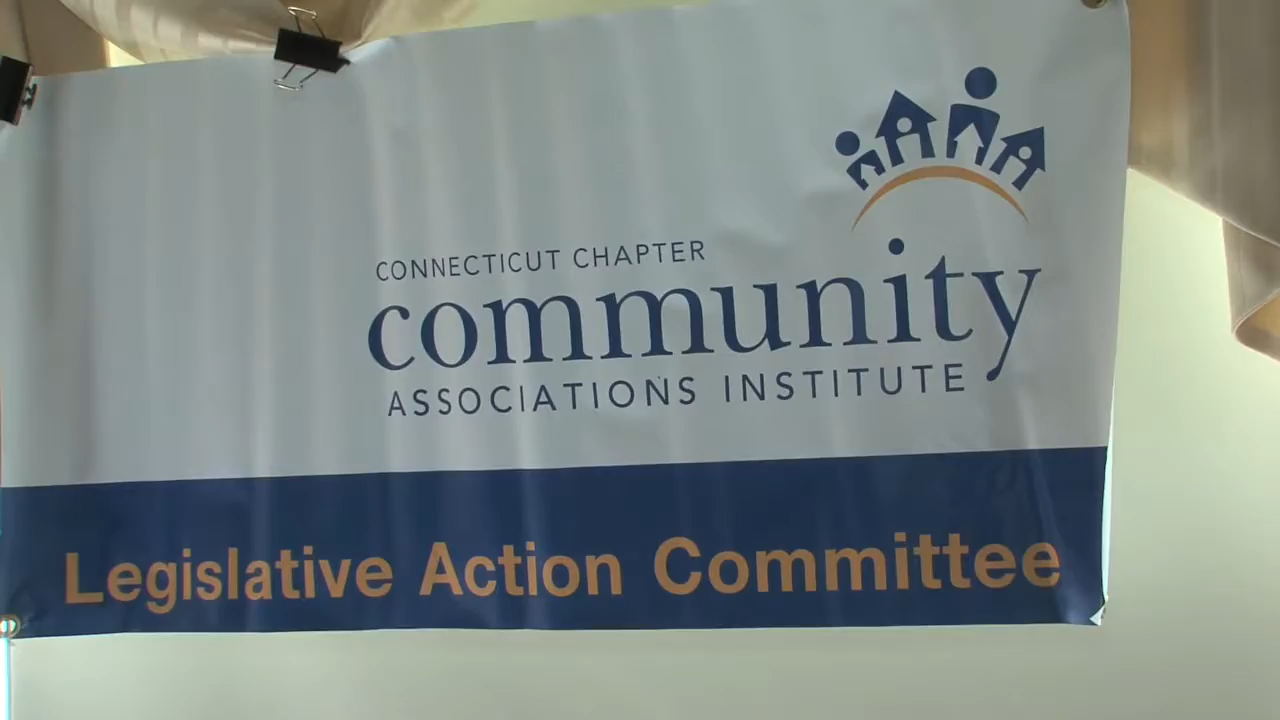 CONNECTICUT CHAPTER
community
ASSOCIATIONS INSTITUTE
Legislative Action Committee